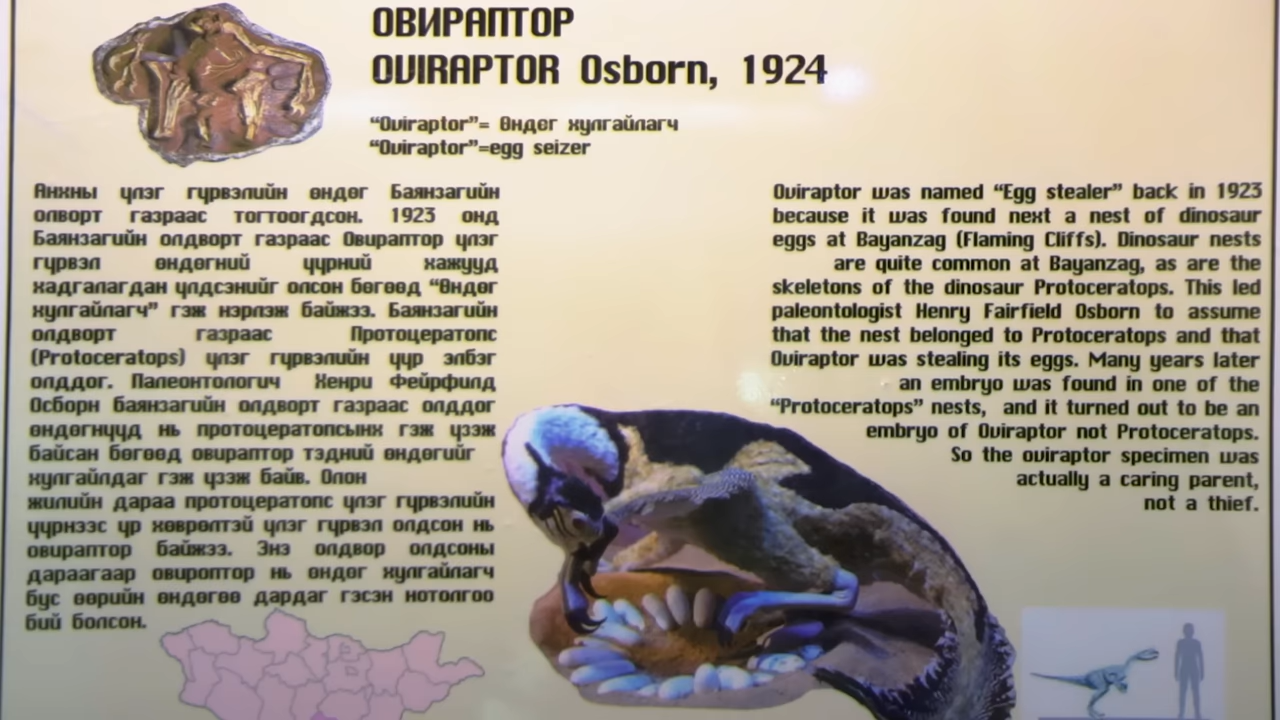 ОВИРАПТОР
OVIRAPTOR Osborn, 1924
“Oviraptor”= Өндөг хулгайлагч
“Oviraptor”=egg seizer
Анхны үлэг гүрвэлийн өндөг Баянзагийн
олворт газраас тогтоогдсон. 1923 онд
Баянзагийн олдворт газраас Овираптор үлэг
гүрвэл өндөгний үүрний хажууд
хадгалагдан үлдсэнийг олсон бөгөөд “Өндөг
хулгайлагч” гэж нэрлэж байжээ. Баянзагийн
олдворт газраас Протоцератопс
(Protoceratops) үлэг гүрвэлийн үүр элбэг
олддог. Палеонтологич Хенри Фейрфилд
Осборн баянзагийн олдворт газраас олддог
өндөгнүүд нь протоцератопсынх гэж үзэж
байсан бөгөөд овираптор тэдний өндөгийг
хулгайлдаг гэж үзэж байв. Олон
жилийн дараа протоцератопс үлэг гүрвэлийн
үүрнээс үр хөврөлтэй үлэг гүрвэл олдсон нь
овираптор байжээ. Энэ олдвор олдсоны
дараагаар овироптор нь өндөг хулгайлагч
бус өөрийн өндөгөө дардаг гэсэн нотолгоо
бий болсон.
Oviraptor was named “Egg stealer” back in 1923
because it was found next a nest of dinosaur
eggs at Bayanzag (Flaming Cliffs). Dinosaur nests
are quite common at Bayanzag, as are the
skeletons of the dinosaur Protoceratops. This led
paleontologist Henry Fairfield Osborn to assume
that the nest belonged to Protoceratops and that
Oviraptor was stealing its eggs. Many years later
an embryo was found in one of the
“Protoceratops” nests, and it turned out to be an
embryo of Oviraptor not Protoceratops.
So the oviraptor specimen was
actually a caring parent,
not a thief.